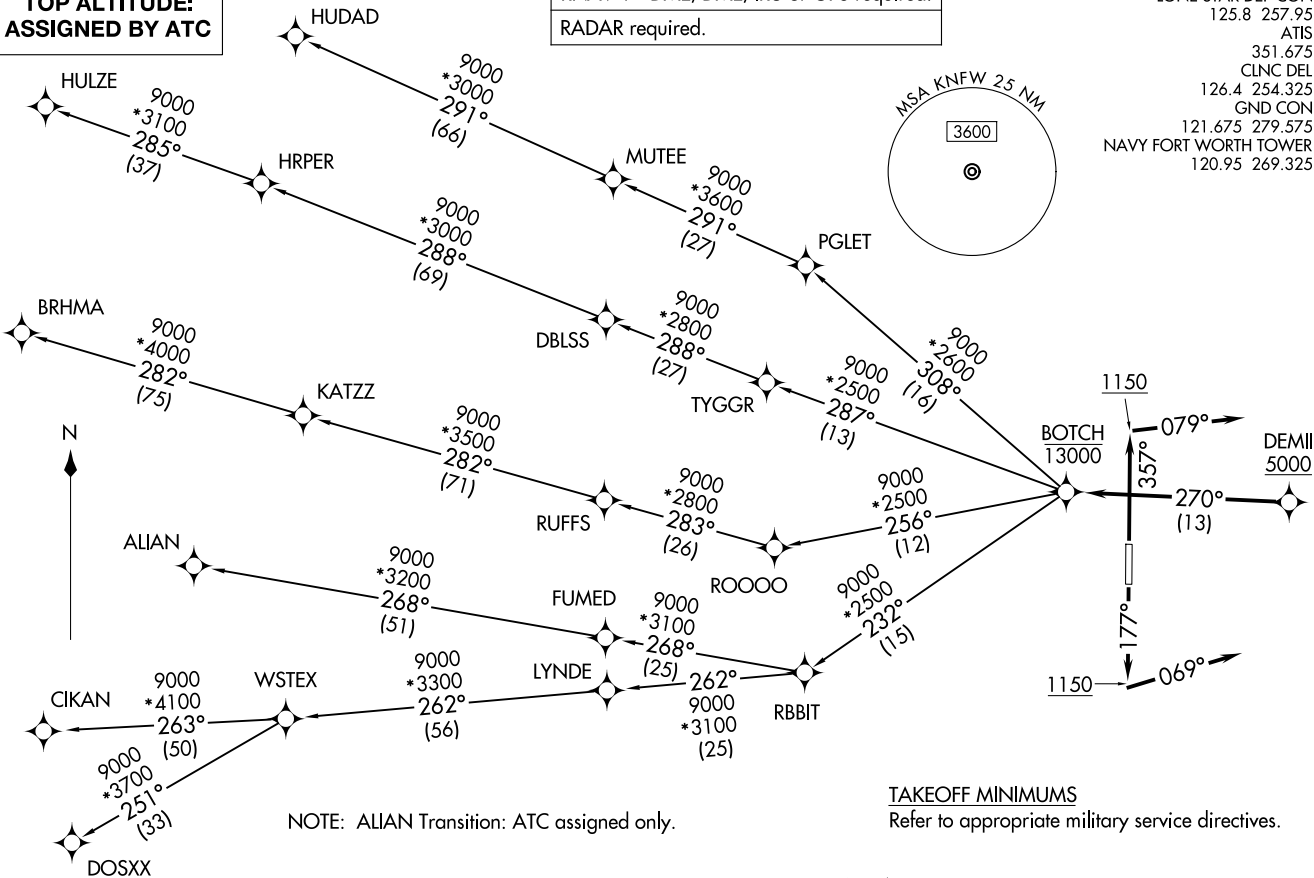 TOP ALTITUDE:
ASSIGNED BY ATC
RADAR required.
125.8 257.95
ATIS
351.675
CLNC DEL
126.4 254.325
GND CON
121.675 279.575
NAVY FORT WORTH TOWER
120.95 269.325
MSA KNFW 25 NM
3600
HUDAD
9000
*3000
291°
(66)
MUTEE
9000
*3600
291°
(27)
PGLET
9000
*2600
308°
(16)
HULZE
9000
*3100
285°
(37)
HRPER
9000
*3000
288°
(69)
DBLSS
9000
*2800
288°
(27)
TYGGR
9000
*2500
287°
(13)
BRHMA
9000
*4000
282°
(75)
KATZZ
9000
*3500
282°
(71)
RUFFS
9000
*2800
283°
(26)
ROOOO
9000
*2500
256°
(12)
BOTCH
13000
1150
079°
357°
270°
(13)
5000
177°
1150
069°
N
ALIAN
9000
*3200
268°
(51)
FUMED
9000
*3100
268°
(25)
RBBIT
9000
*2500
232°
(15)
CIKAN
9000
*4100
263°
(50)
WSTEX
9000
*3300
262°
(56)
LYNDE
262°
9000
*3100
(25)
9000
*3700
251°
(33)
DOSXX
NOTE: ALIAN Transition: ATC assigned only.
TAKEOFF MINIMUMS
Refer to appropriate military service directives.